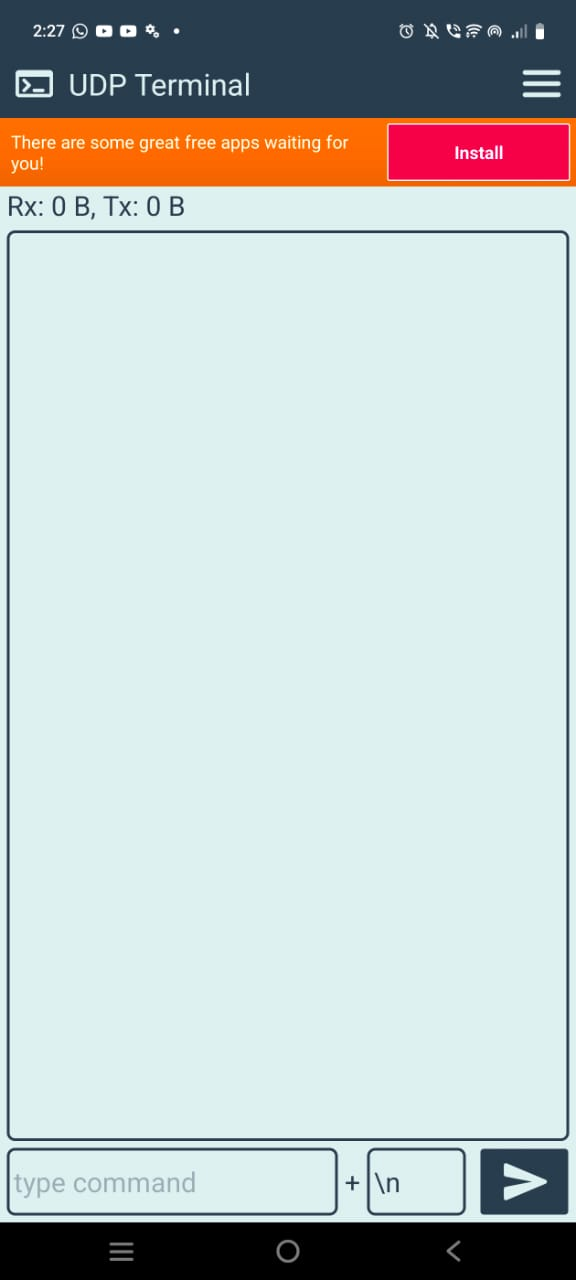 2:27
UDP Terminal
There are some great free apps waiting for
you!
Install
Rx: 0 B, Tx: 0 B
type command
+
\n